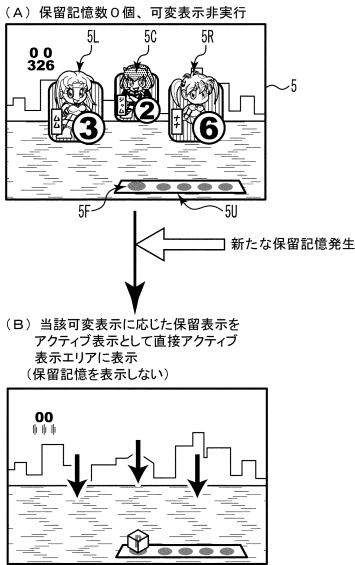 （Ａ）保留記憶数０個、可変表示非実行
5L
5C
5R
0 0
326
3
2
6
ナナ
5
5F
5U
新たな保留記憶発生
（Ｂ）当該可変表示に応じた保留表示を
アクティブ表示として直接アクティブ
表示エリアに表示
（保留記憶を表示しない）
00